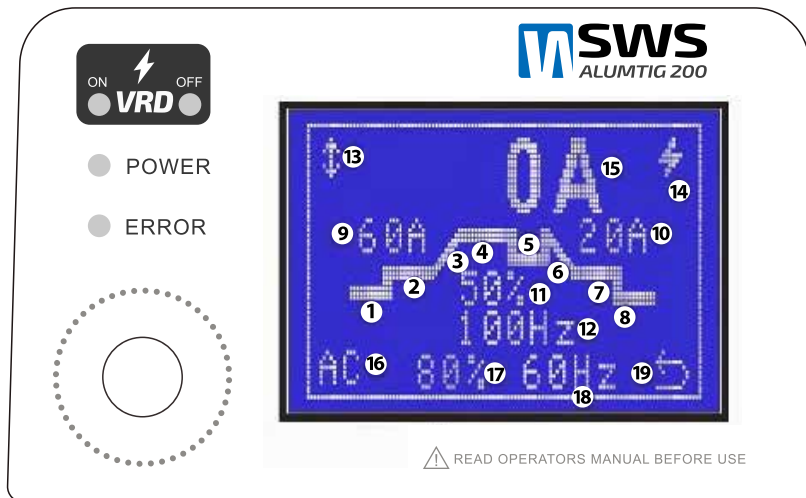 SWS
ALUMTIG 200
ON VRD OFF
POWER
ERROR
13
0A 15
14
9 60A
20A 10
5
4
3
6
2
7
1
8
50% 11
100Hz 12
AC 16
80% 17 60Hz
18
19
READ OPERATORS MANUAL BEFORE USE